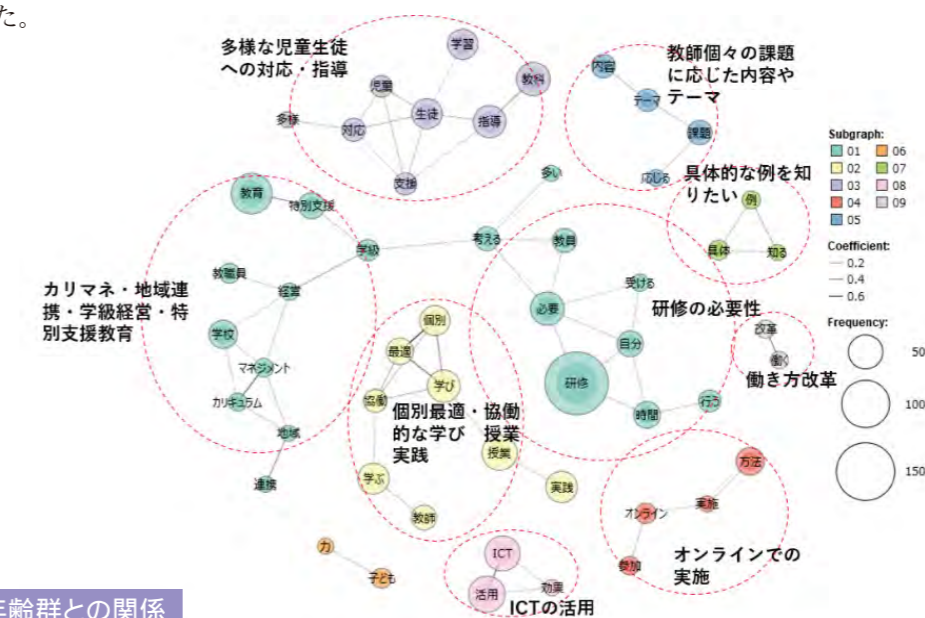 た。
多様な児童生徒
への対応・指導
学習
児童
教科
多様
対応
生徒
指導
支援
教師個々の課題
に応じた内容や
テーマ
内容
テーマ
課題
応じる
Subgraph:
01 06
02 07
03 08
04 09
05
Coefficient:
0.2
0.4
0.6
Frequency:
50
100
150
具体的な例を知
りたい
例
具体
知る
多い
教育
特別支援
学級
考える
教員
教職員
経営
カリマネ・地域連
携・学級経営・特
別支援教育
学校
マネジメント
カリキュラム
地域
連携
受ける
必要
研修の必要性
自分
研修
時間
行う
改革
働く
働き方改革
個別
最適
学び
協働
個別最適・協働
的な学び 授業
実践
授業
学ぶ
実践
教師
方法
実施
オンライン
参加
オンラインでの
実施
力
子ども
ICT
活用
効果
ICTの活用
年齢群との関係